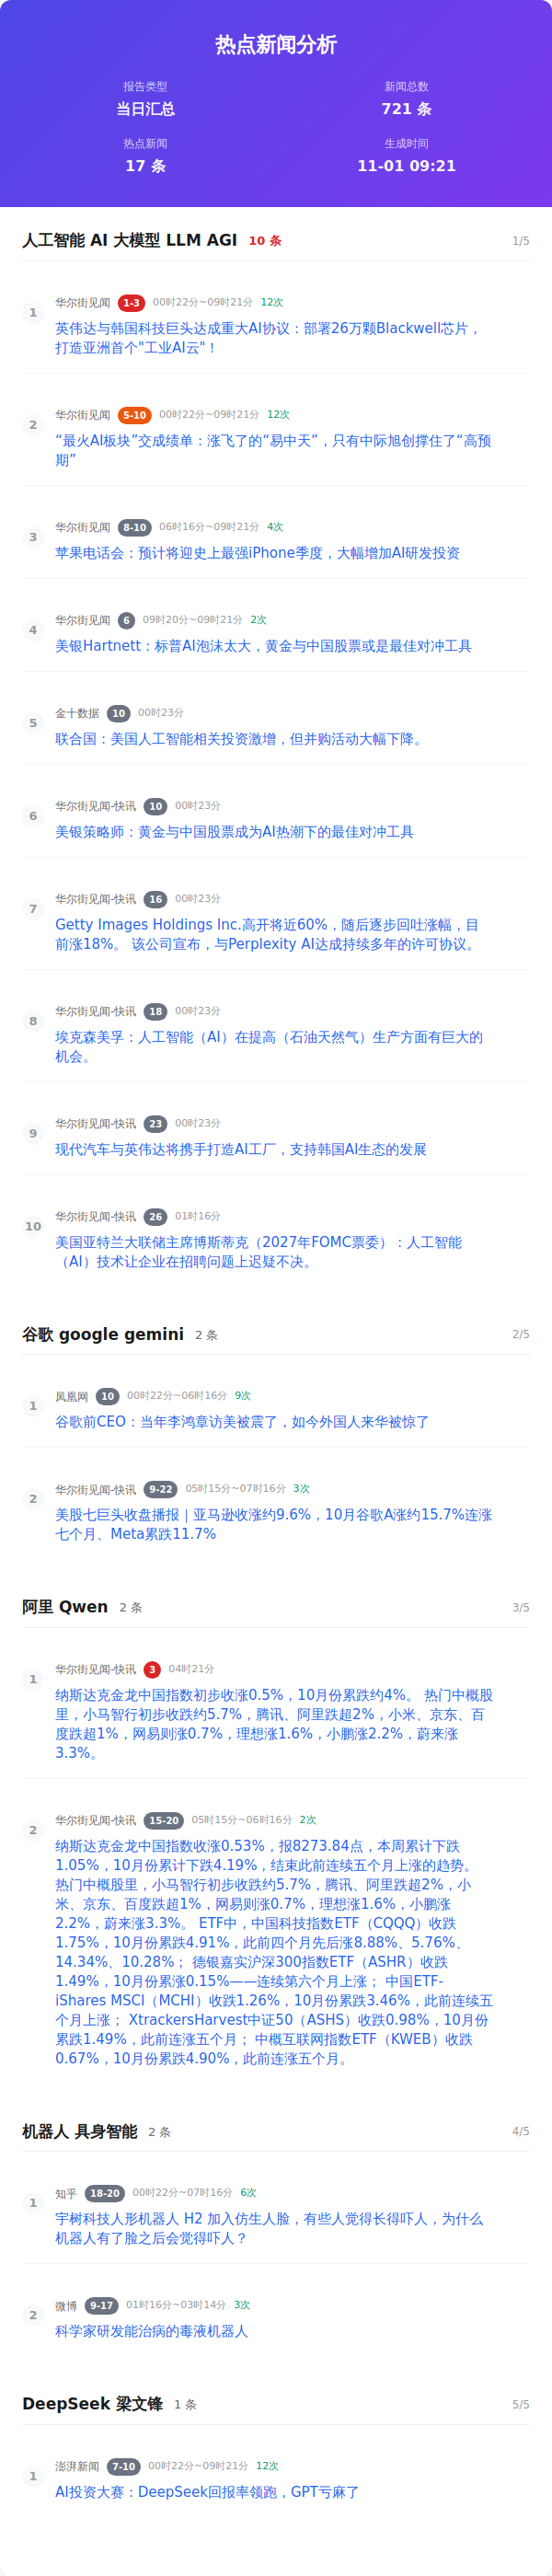 热点新闻分析
报告类型 新闻总数
当日汇总 721 条
热点新闻 生成时间
17 条 11-01 09:21
人工智能 AI 大模型 LLM AGI 10 条 1/5
1 华尔街见闻 1-3 00时22分~09时21分 12次
英伟达与韩国科技巨头达成重大AI协议：部署26万颗Blackwell芯片，
打造亚洲首个"工业AI云"！
2 华尔街见闻 5-10 00时22分~09时21分 12次
“最火AI板块”交成绩单：涨飞了的“易中天”，只有中际旭创撑住了“高预
期”
3 华尔街见闻 8-10 06时16分~09时21分 4次
苹果电话会：预计将迎史上最强iPhone季度，大幅增加AI研发投资
4 华尔街见闻 6 09时20分~09时21分 2次
美银Hartnett：标普AI泡沫太大，黄金与中国股票或是最佳对冲工具
5 金十数据 10 00时23分
联合国：美国人工智能相关投资激增，但并购活动大幅下降。
6 华尔街见闻-快讯 10 00时23分
美银策略师：黄金与中国股票成为AI热潮下的最佳对冲工具
7 华尔街见闻-快讯 16 00时23分
Getty Images Holdings Inc.高开将近60%，随后逐步回吐涨幅，目
前涨18%。 该公司宣布，与Perplexity AI达成持续多年的许可协议。
8 华尔街见闻-快讯 18 00时23分
埃克森美孚：人工智能（AI）在提高（石油天然气）生产方面有巨大的
机会。
9 华尔街见闻-快讯 23 00时23分
现代汽车与英伟达将携手打造AI工厂，支持韩国AI生态的发展
10 华尔街见闻-快讯 26 01时16分
美国亚特兰大联储主席博斯蒂克（2027年FOMC票委）：人工智能
（AI）技术让企业在招聘问题上迟疑不决。
谷歌 google gemini 2 条 2/5
1 凤凰网 10 00时22分~06时16分 9次
谷歌前CEO：当年李鸿章访美被震了，如今外国人来华被惊了
2 华尔街见闻-快讯 9-22 05时15分~07时16分 3次
美股七巨头收盘播报｜亚马逊收涨约9.6%，10月谷歌A涨约15.7%连涨
七个月、Meta累跌11.7%
阿里 Qwen 2 条 3/5
1 华尔街见闻-快讯 3 04时21分
纳斯达克金龙中国指数初步收涨0.5%，10月份累跌约4%。 热门中概股
里，小马智行初步收跌约5.7%，腾讯、阿里跌超2%，小米、京东、百
度跌超1%，网易则涨0.7%，理想涨1.6%，小鹏涨2.2%，蔚来涨
3.3%。
2 华尔街见闻-快讯 15-20 05时15分~06时16分 2次
纳斯达克金龙中国指数收涨0.53%，报8273.84点，本周累计下跌
1.05%，10月份累计下跌4.19%，结束此前连续五个月上涨的趋势。
热门中概股里，小马智行初步收跌约5.7%，腾讯、阿里跌超2%，小
米、京东、百度跌超1%，网易则涨0.7%，理想涨1.6%，小鹏涨
2.2%，蔚来涨3.3%。 ETF中，中国科技指数ETF（CQQQ）收跌
1.75%，10月份累跌4.91%，此前四个月先后涨8.88%、5.76%、
14.34%、10.28%； 德银嘉实沪深300指数ETF（ASHR）收跌
1.49%，10月份累涨0.15%——连续第六个月上涨； 中国ETF-
iShares MSCI（MCHI）收跌1.26%，10月份累跌3.46%，此前连续五
个月上涨； XtrackersHarvest中证50（ASHS）收跌0.98%，10月份
累跌1.49%，此前连涨五个月； 中概互联网指数ETF（KWEB）收跌
0.67%，10月份累跌4.90%，此前连涨五个月。
机器人 具身智能 2 条 4/5
1 知乎 18-20 00时22分~07时16分 6次
宇树科技人形机器人 H2 加入仿生人脸，有些人觉得长得吓人，为什么
机器人有了脸之后会觉得吓人？
2 微博 9-17 01时16分~03时14分 3次
科学家研发能治病的毒液机器人
DeepSeek 梁文锋 1 条 5/5
1 澎湃新闻 7-10 00时22分~09时21分 12次
AI投资大赛：DeepSeek回报率领跑，GPT亏麻了